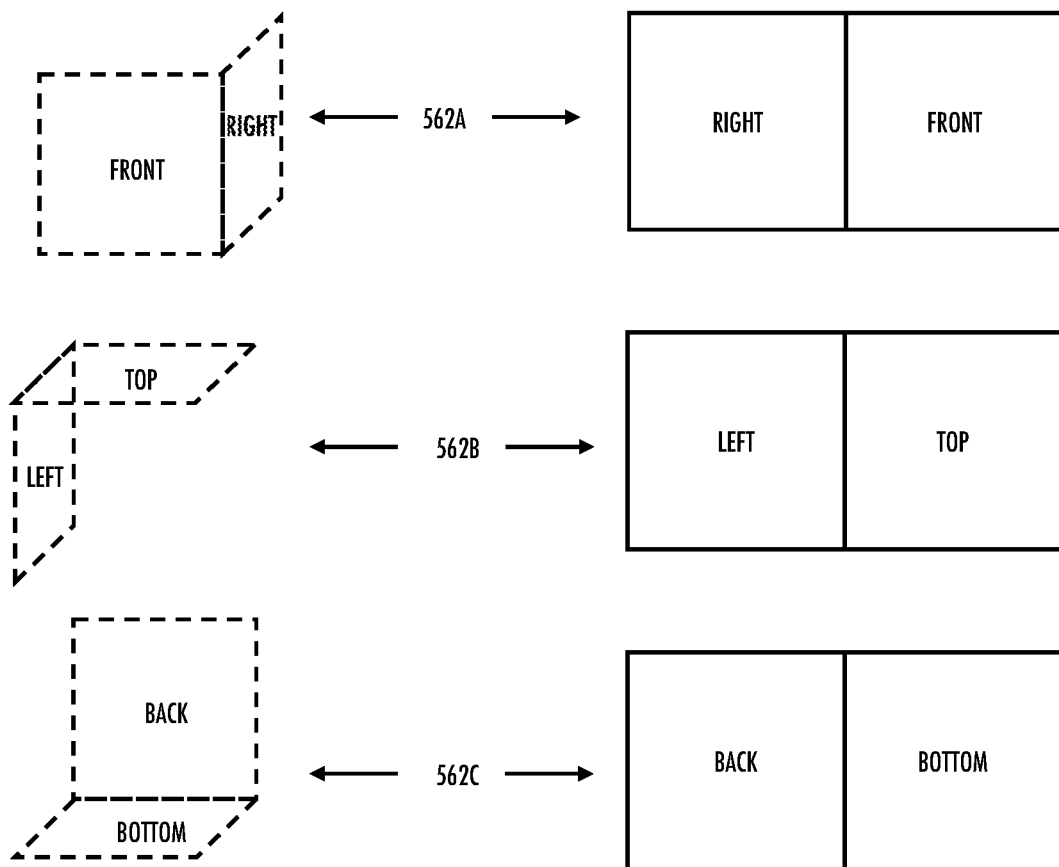 FRONT
RIGHT
562A
RIGHT
FRONT
TOP
LEFT
562B
LEFT
TOP
BACK
BOTTOM
562C
BACK
BOTTOM